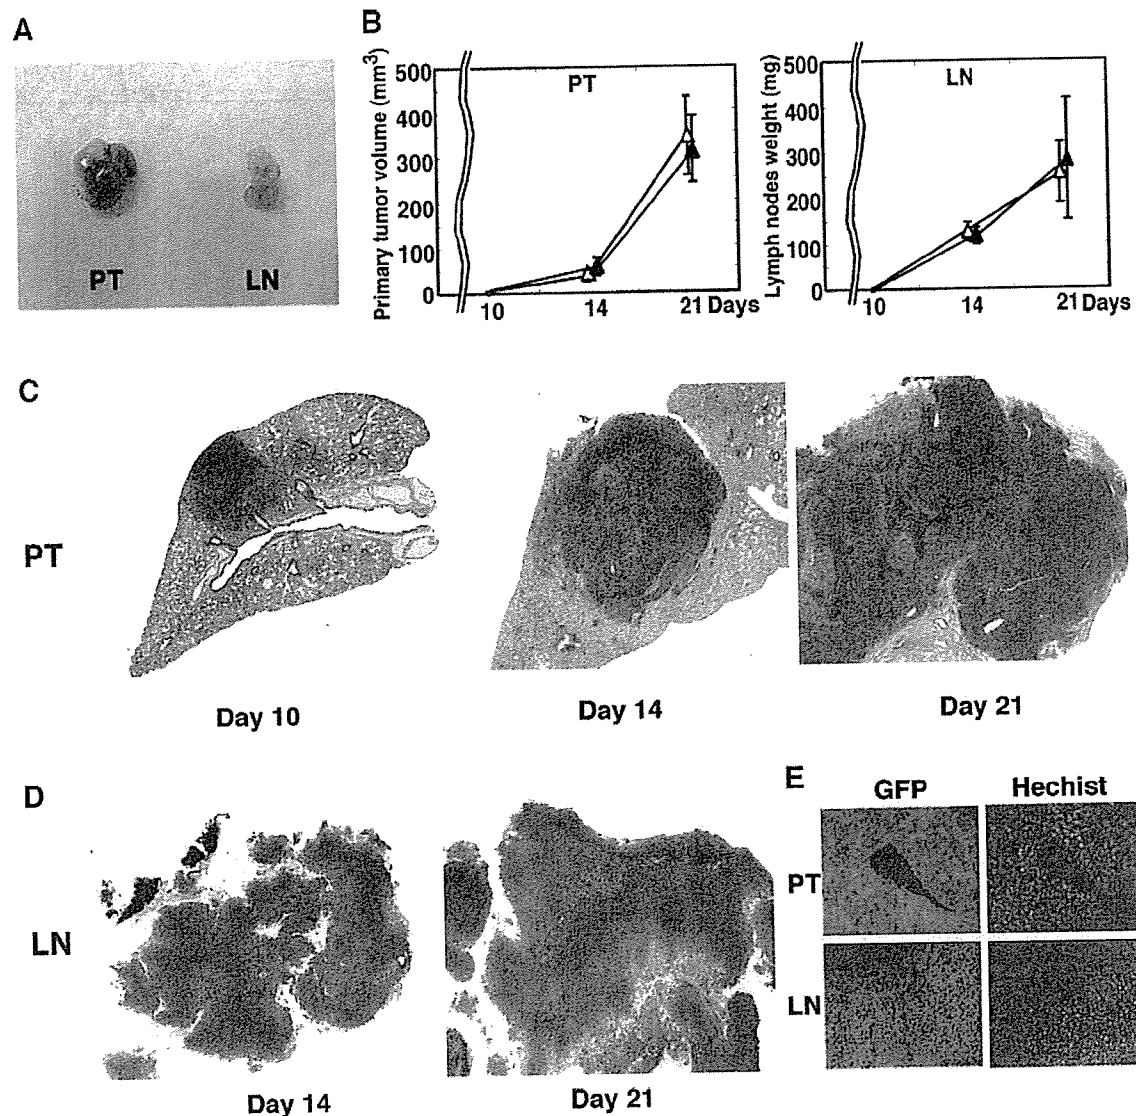 A
PT
LN
B
Primary tumor volume (mm³)
500
400
300
200
100
0
PT
10
14
21 Days
Lymph nodes weight (mg)
500
400
300
200
100
0
LN
10
14
21 Days
C
PT
Day 10
Day 14
Day 21
D
LN
Day 14
Day 21
E
GFP
Hechist
PT
LN